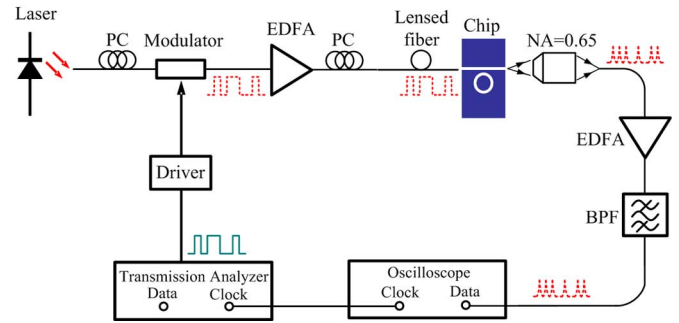 Laser
PC
Modulator
EDFA
PC
Lensed
fiber
Chip
NA=0.65
EDFA
BPF
Driver
Transmission Analyzer
Data
Clock
Oscilloscope
Clock
Data